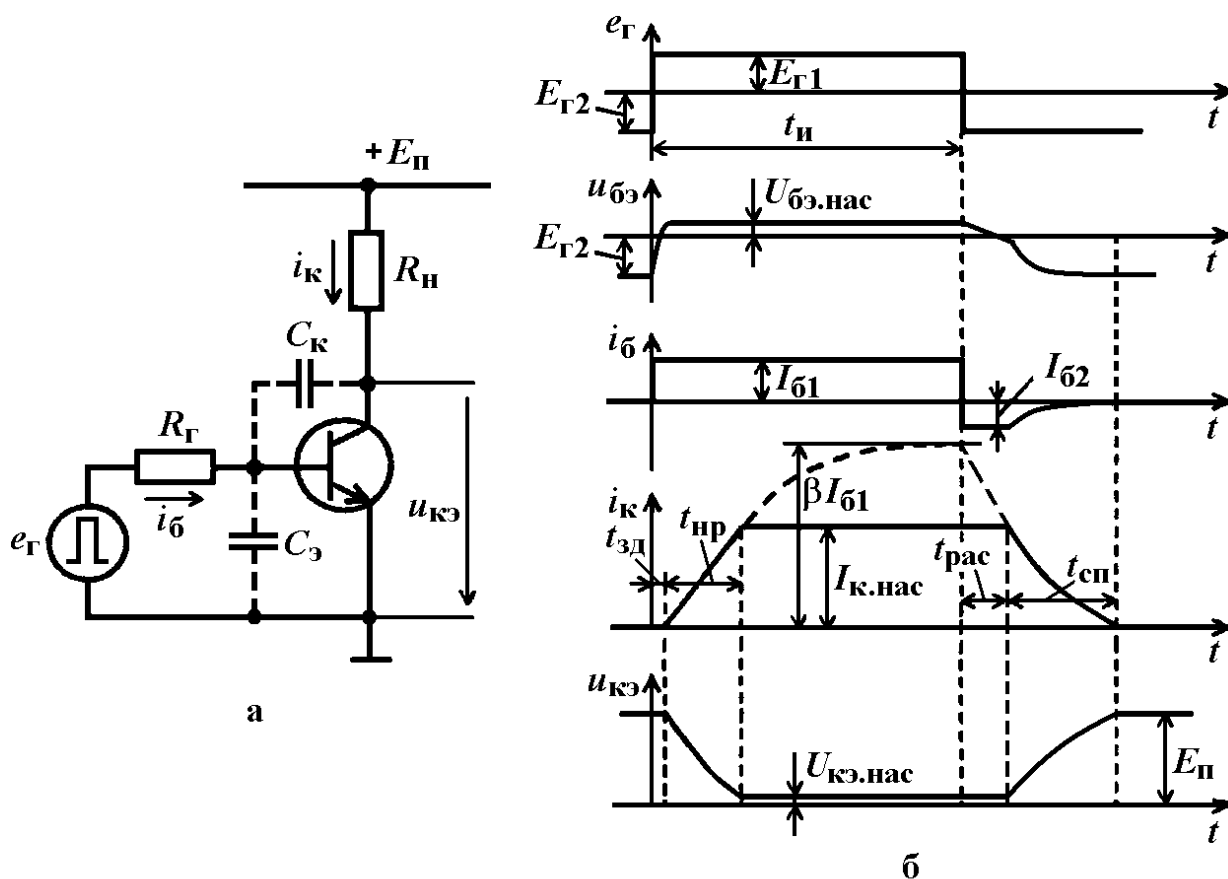 + Eп
iк
Rн
Cк
Rг
iб
eг
Cэ
uкэ
а
eг
Eг1
Eг2
tи
t
uбэ
Uбэ.нас
Eг2
t
iб
Iб1
Iб2
t
iк
tзд
tнр
βIб1
Iк.нас
tрас
tсп
t
uкэ
Uкэ.нас
Eп
t
б